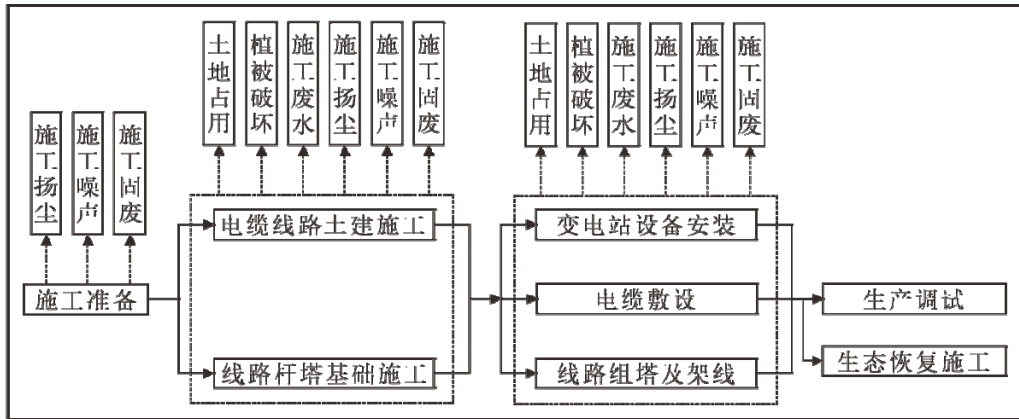 土地占用
植被破坏
施工废水
施工扬尘
施工噪声
施工固废
土地占用
植被破坏
施工废水
施工扬尘
施工噪声
施工固废
施工扬尘
施工噪声
施工固废
电缆线路土建施工
变电站设备安装
施工准备
电缆敷设
生产调试
线路杆塔基础施工
线路组塔及架线
生态恢复施工